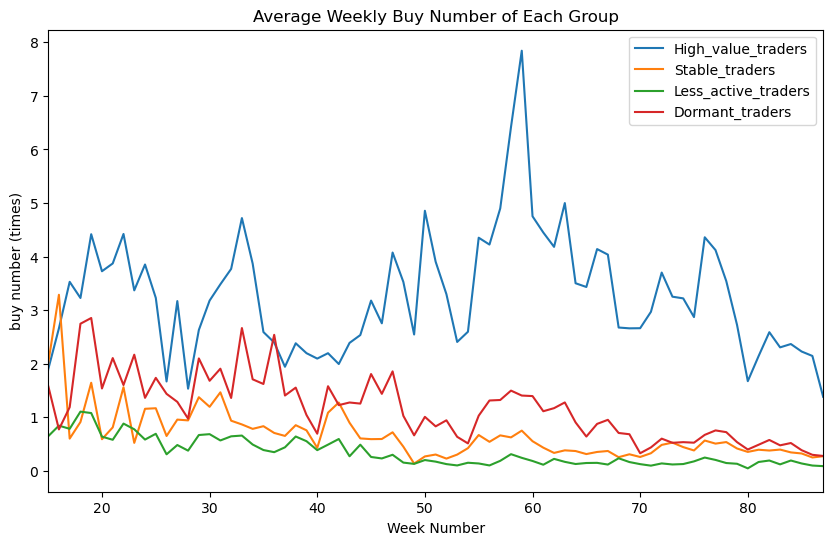 Average Weekly Buy Number of Each Group
8
7
6
5
4
3
2
1
0
buy number (times)
High_value_traders
Stable_traders
Less_active_traders
Dormant_traders
20 30 40 50 60 70 80
Week Number